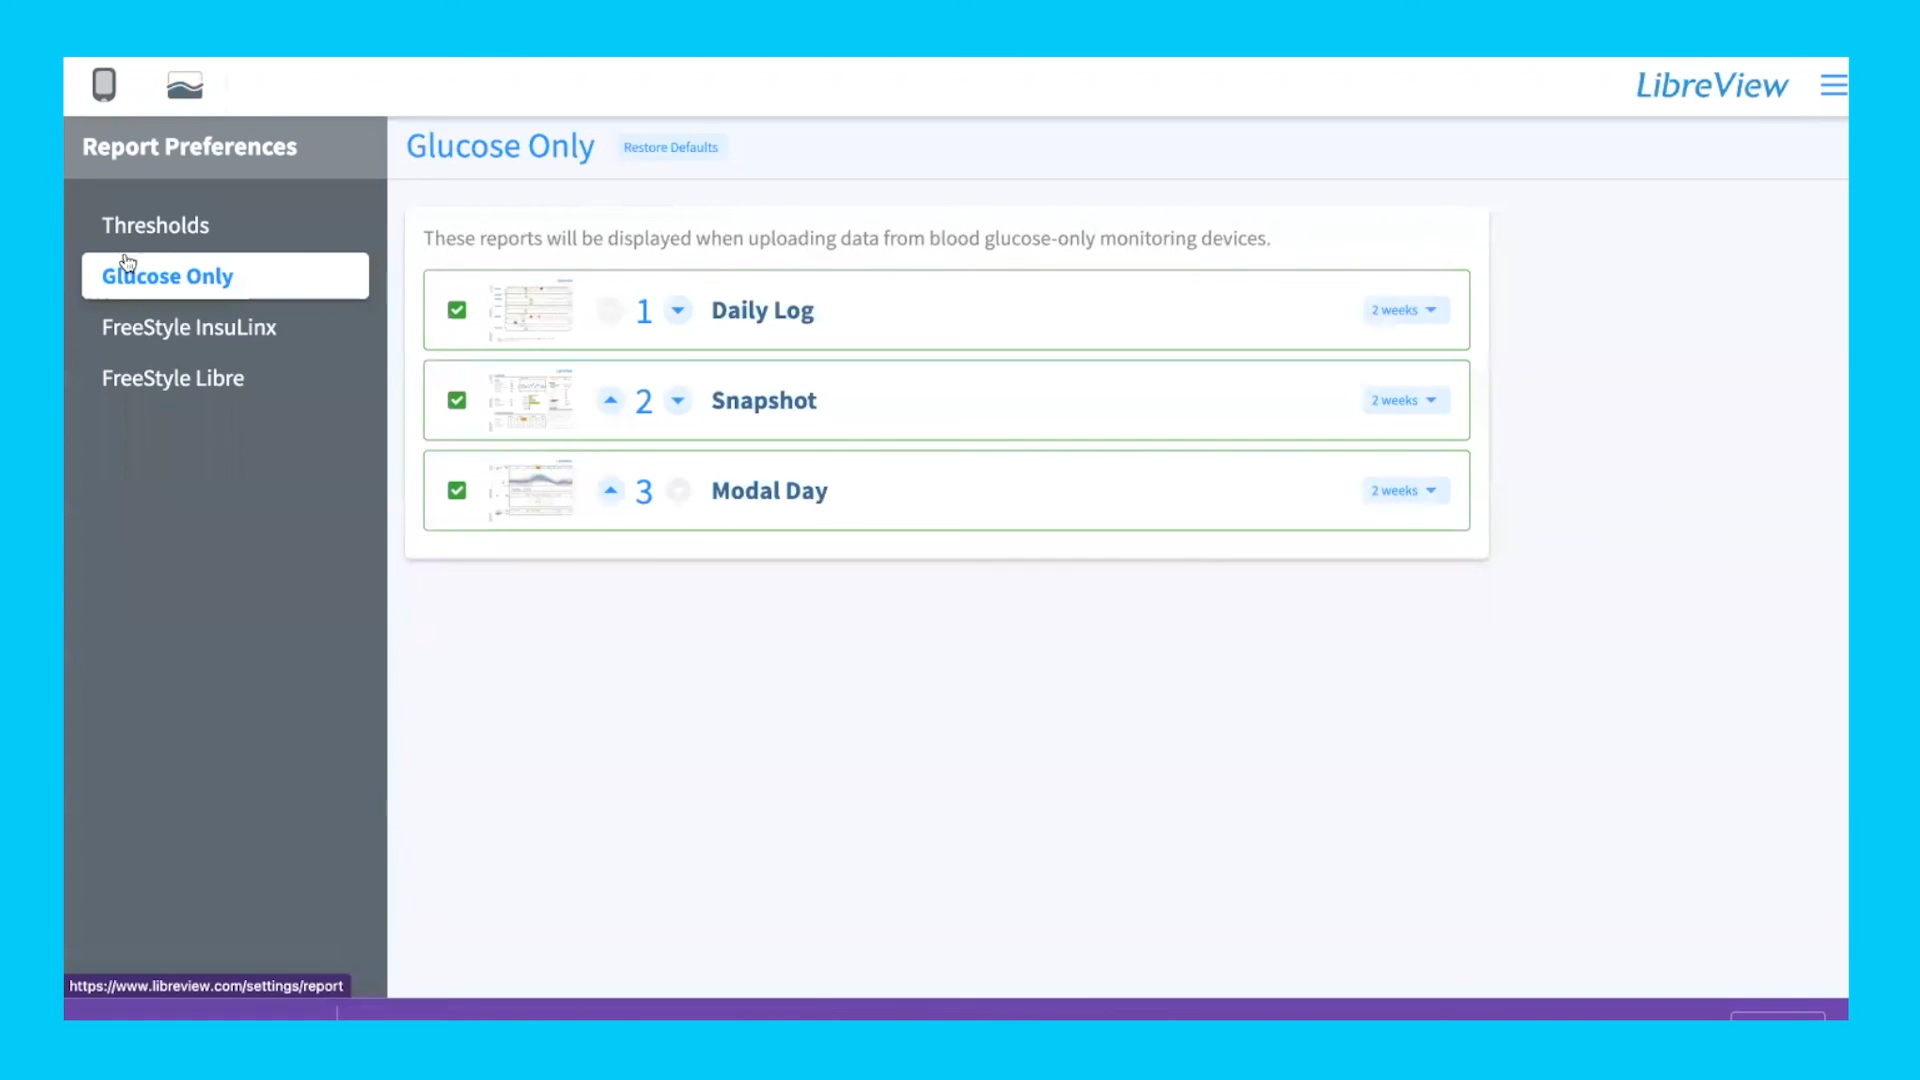 LibreView
Report Preferences
Glucose Only
Restore Defaults
Thresholds
Glucose Only
FreeStyle InsuLinx
FreeStyle Libre
These reports will be displayed when uploading data from blood glucose-only monitoring devices.
1 Daily Log 2 weeks
2 Snapshot 2 weeks
3 Modal Day 2 weeks
https://www.libreview.com/settings/report